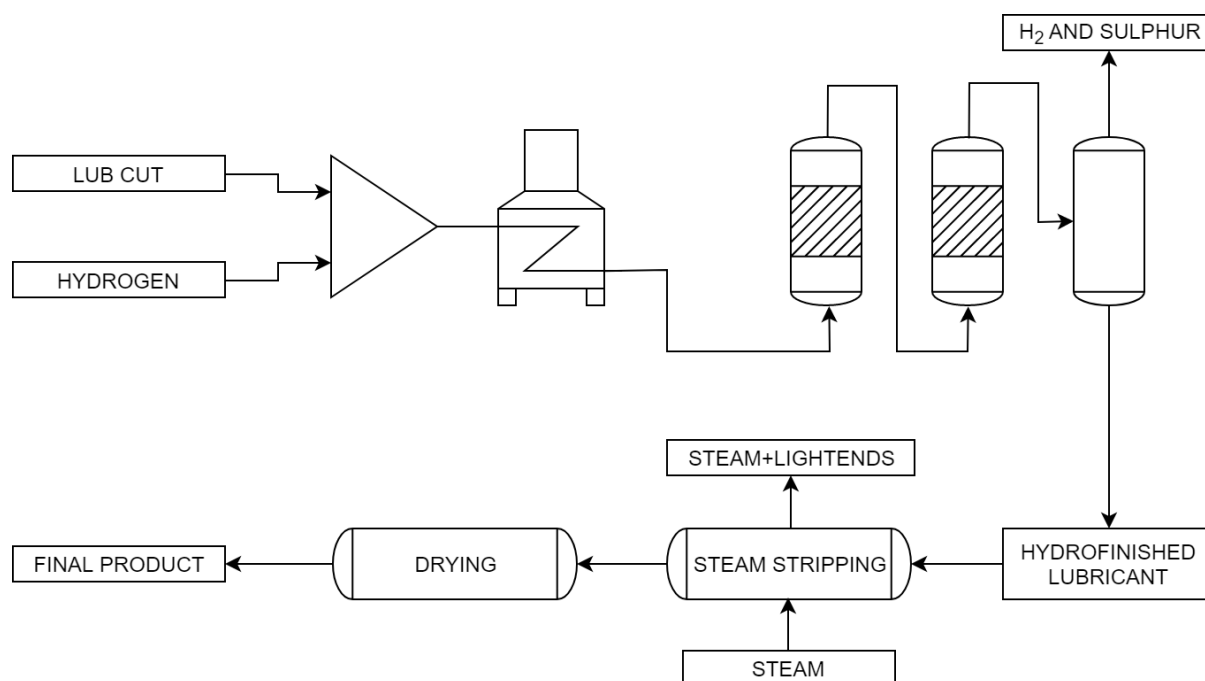 H₂ AND SULPHUR
LUB CUT
HYDROGEN
STEAM+LIGHTENDS
FINAL PRODUCT
DRYING
STEAM STRIPPING
HYDROFINISHED
LUBRICANT
STEAM